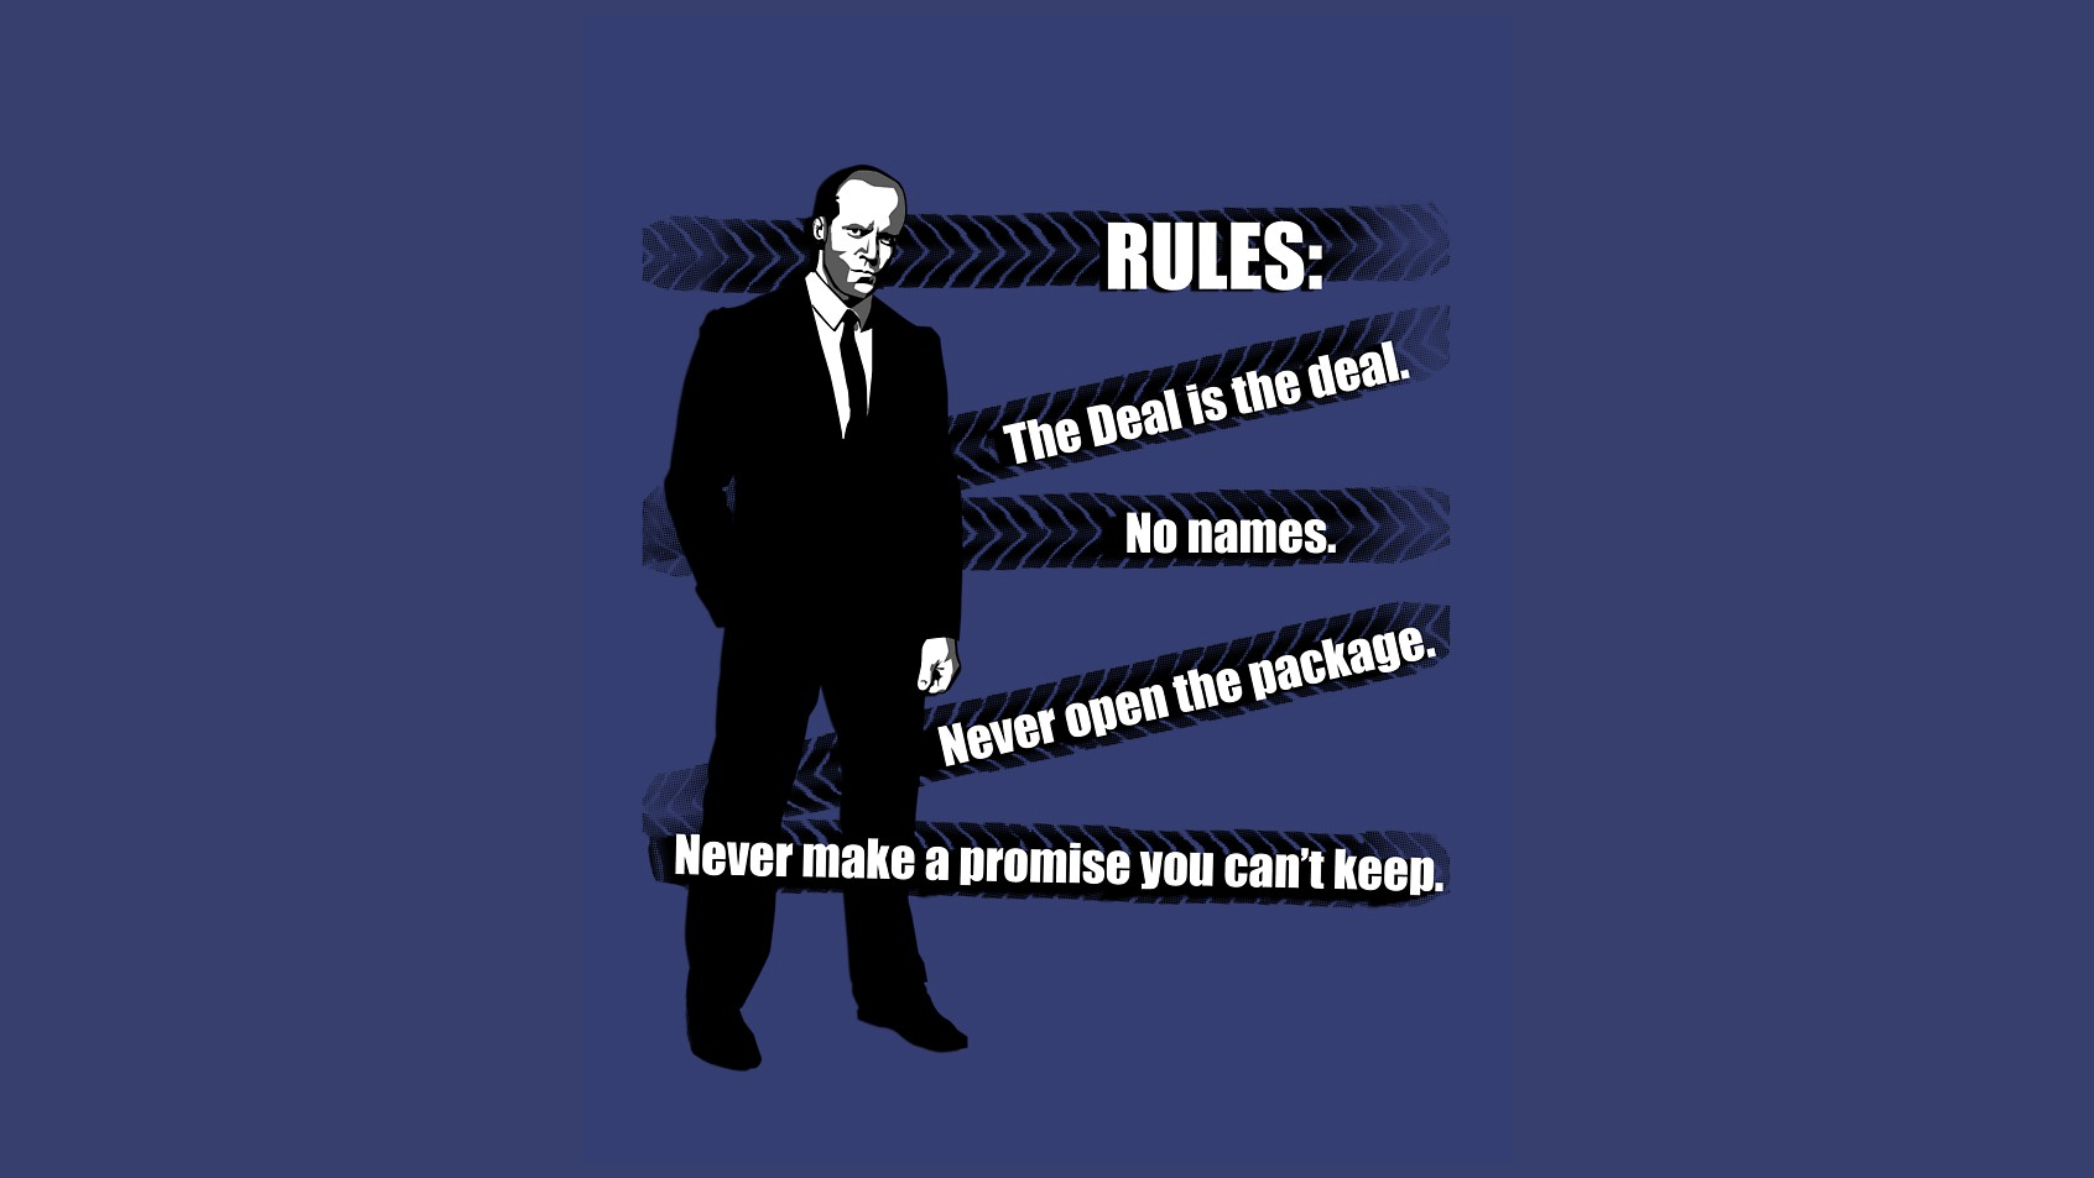 RULES:
The Deal is the deal.
No names.
Never open the package.
Never make a promise you can't keep.